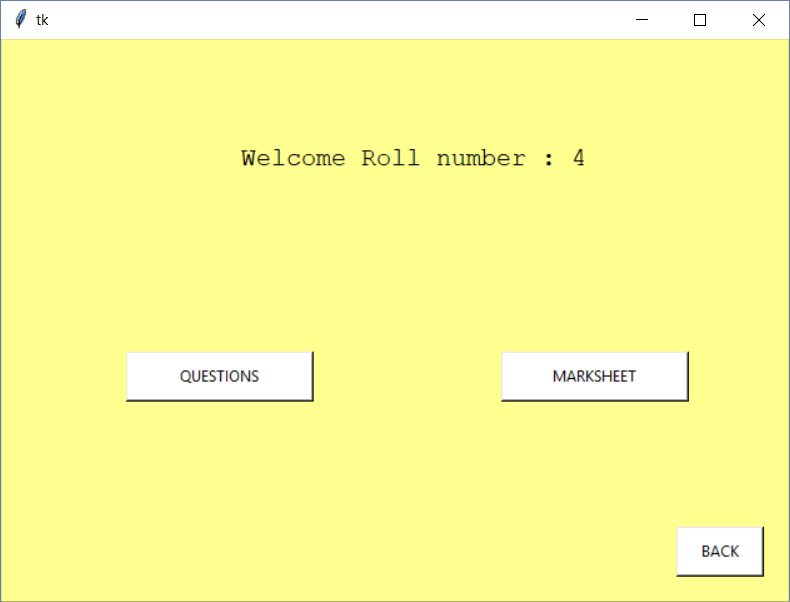 tk
Welcome Roll number : 4
QUESTIONS
MARKSHEET
BACK